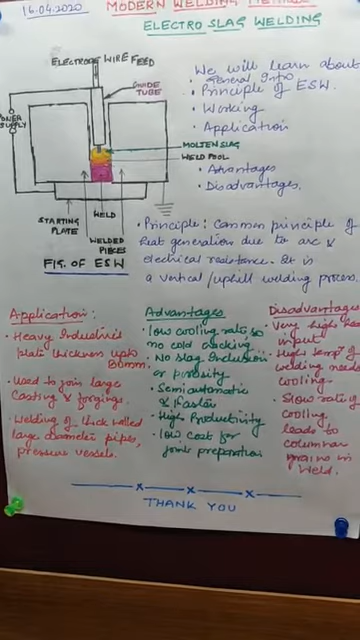 16.04.2020
MODERN WELDING
ELECTRO SLAG WELDING
ELECTRODE WIRE FEED
GUIDE
TUBE
POWER
SUPPLY
MOLTEN SLAG
WELD POOL
STARTING
PLATE
WELD
WELDED
PIECES
FIG. OF ESW
We will learn about
• General Info
• Principle of ESW.
• Working
• Application
• Advantages
• Disadvantages.
• Principle: Common principle of
heat generation due to arc &
electrical resistance. It is
a vertical/uphill welding process.
Application:
• Heavy Industries
plate thickness upto
80mm.
• Used to join large
casting & forgings.
• Welding of thick walled
large diameter pipes,
pressure vessels.
Advantages
• low cooling rate, so
no cold cracking
• No slag Inclusion
or porosity
• Semiautomatic
& Faster
• High Productivity
• low cost for
joint preparation
Disadvantages
• Very high heat
input
• High temp of
welding needs
cooling.
• Slow rate of
cooling
leads to
columnar
grains in
weld.
THANK YOU